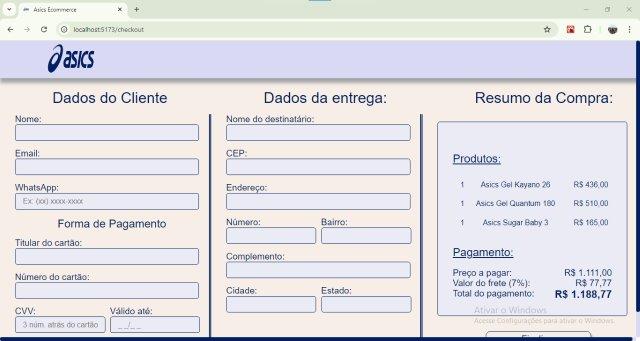 Asics Ecommerce
localhost:5173/checkout
asics
Dados do Cliente
Nome:
Email:
WhatsApp:
Ex: (xx) xxxx-xxxx
Forma de Pagamento
Titular do cartão:
Número do cartão:
CVV:
Válido até:
3 núm. atrás do cartão
_ _/_ _
Dados da entrega:
Nome do destinatário:
CEP:
Endereço:
Número:
Bairro:
Complemento:
Cidade:
Estado:
Resumo da Compra:
Produtos:
1 Asics Gel Kayano 26 R$ 436,00
1 Asics Gel Quantum 180 R$ 510,00
1 Asics Sugar Baby 3 R$ 165,00
Pagamento:
Preço a pagar: R$ 1.111,00
Valor do frete (7%): R$ 77,77
Total do pagamento: R$ 1.188,77
Ativar o Windows
Acesse Configurações para ativar o Windows.